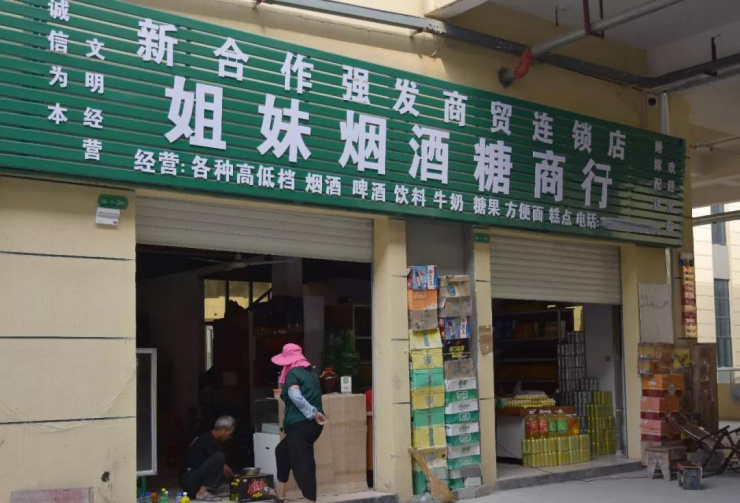 诚信为本
文明经营
新合作强发商贸连锁店
姐妹烟酒糖商行
经营:各种高低档 烟酒 啤酒 饮料 牛奶 糖果 方便面 糕点 电话: